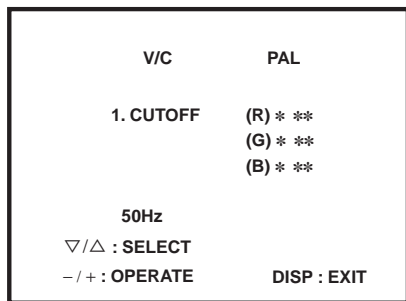 V/C PAL
1. CUTOFF (R) * **
(G) * **
(B) * **
50Hz
▽/△ : SELECT
– / + : OPERATE DISP : EXIT